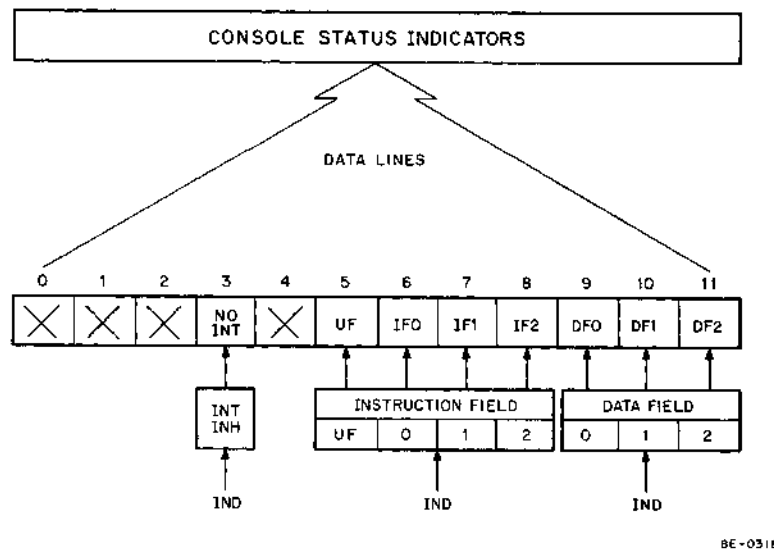 CONSOLE STATUS INDICATORS
DATA LINES
0 1 2 3 4 5 6 7 8 9 10 11
NO INT UF IF0 IF1 IF2 DF0 DF1 DF2
INT INH
INSTRUCTION FIELD DATA FIELD
UF 0 1 2 0 1 2
IND IND IND
BE-0318